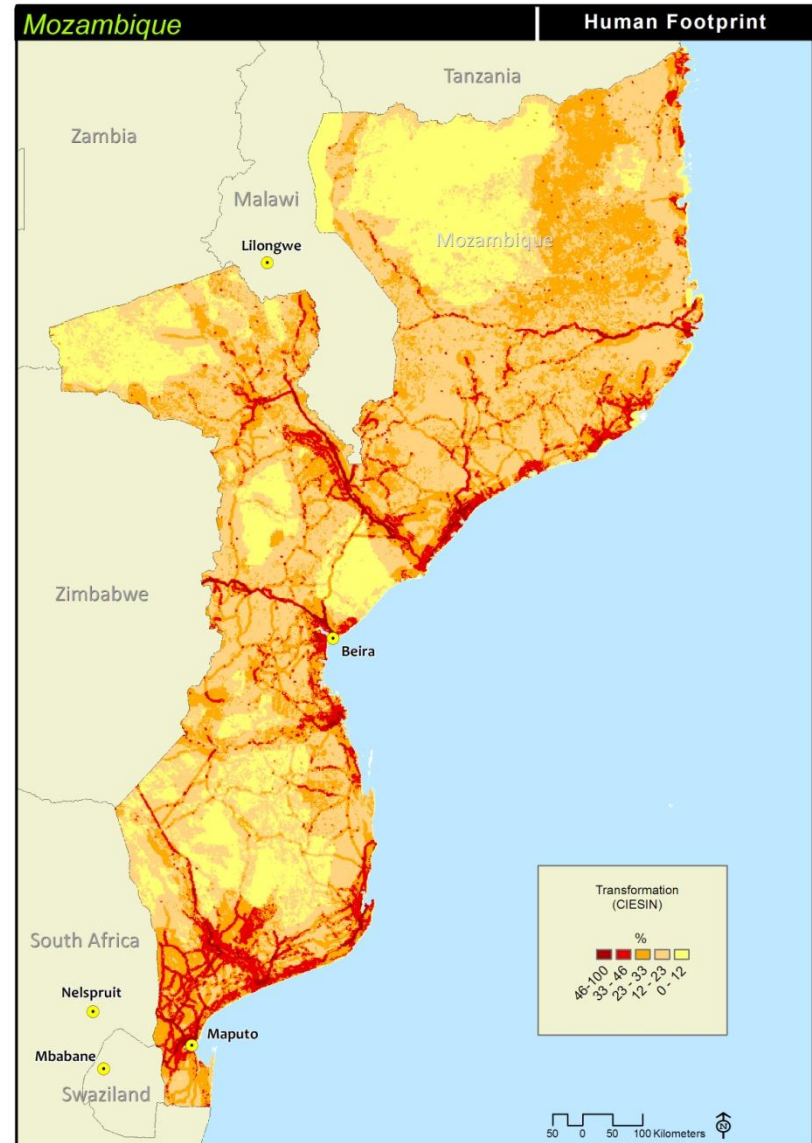 Mozambique
Human Footprint
Tanzania
Zambia
Malawi
Mozambique
Lilongwe
Zimbabwe
Beira
South Africa
Nelspruit
Maputo
Mbabane
Swaziland
Transformation
(CIESIN)
%
46-100
33 - 46
23 - 33
12 - 23
0 - 12
50 0 50 100 Kilometers
N